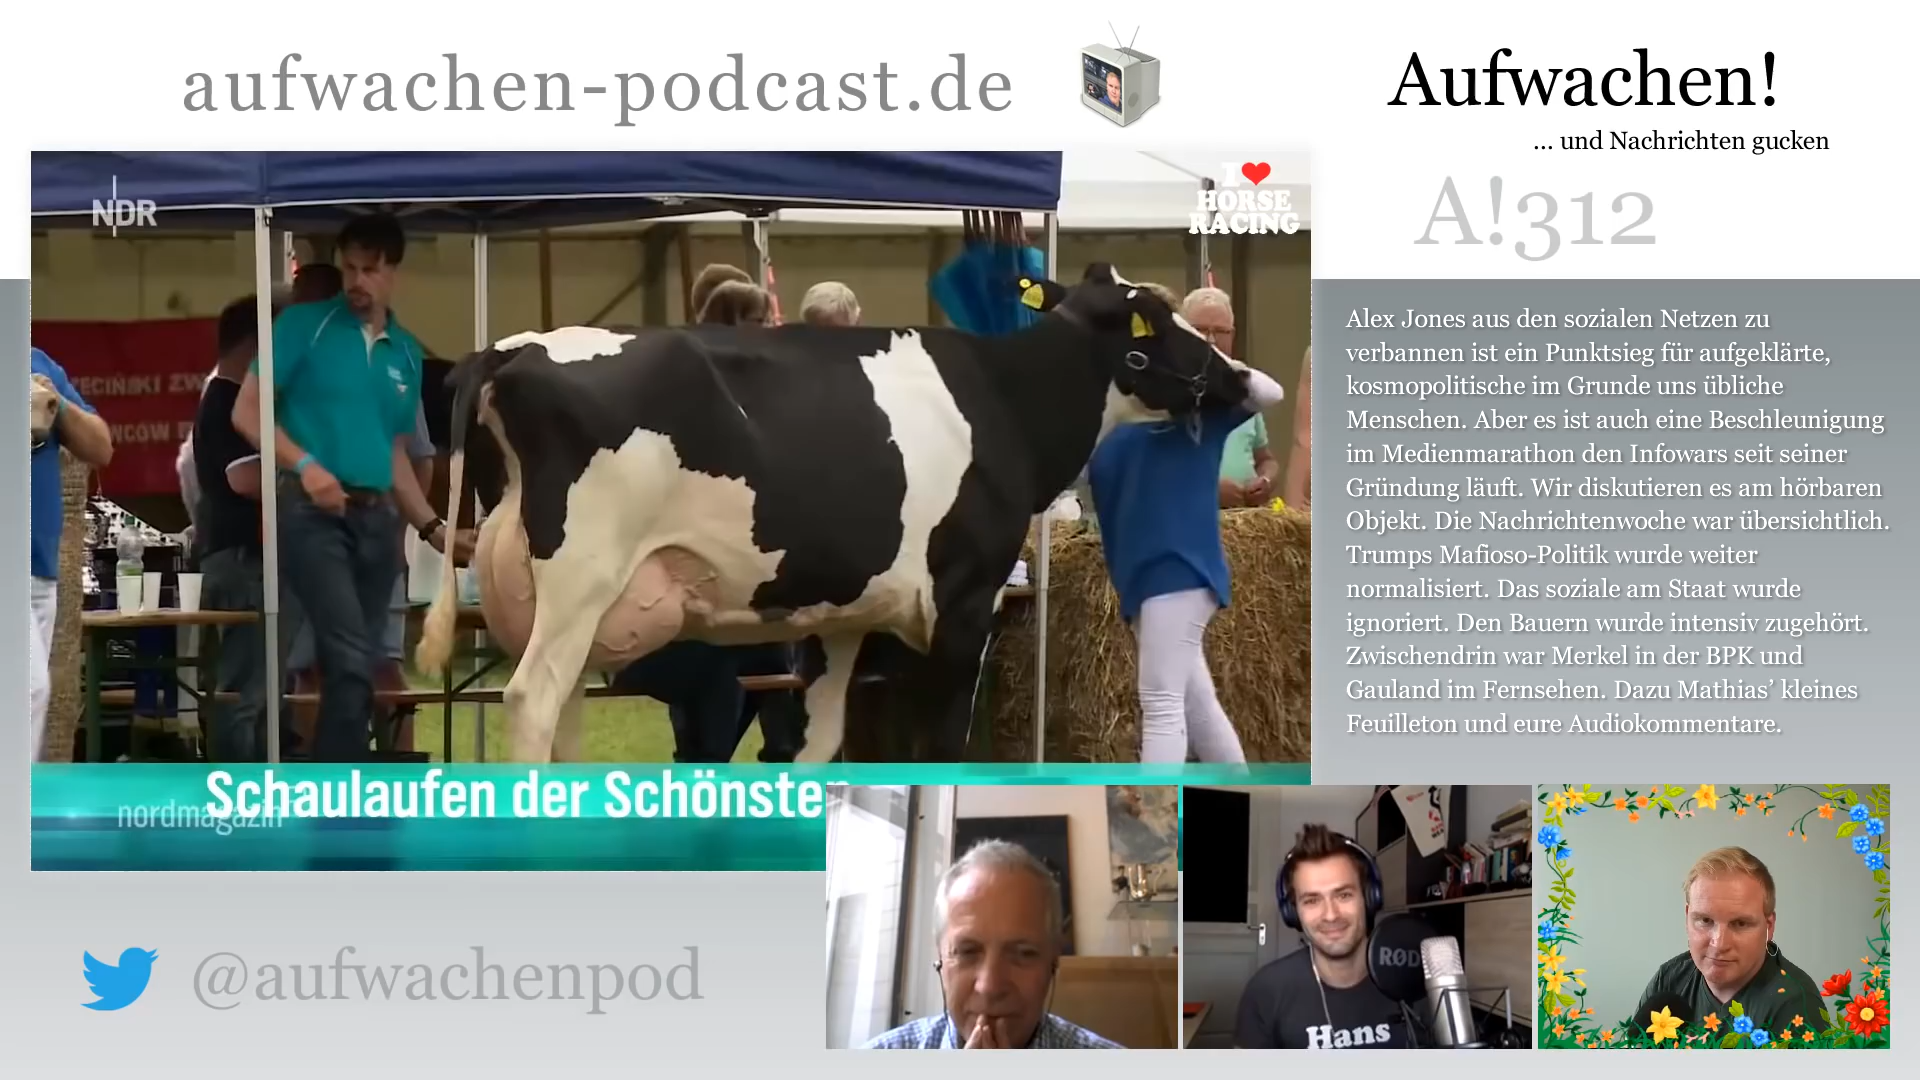 aufwachen-podcast.de
Aufwachen!
... und Nachrichten gucken
A!312
NDR
I
HORSE
RACING
Alex Jones aus den sozialen Netzen zu
verbannen ist ein Punktsieg für aufgeklärte,
kosmopolitische im Grunde uns übliche
Menschen. Aber es ist auch eine Beschleunigung
im Medienmarathon den Infowars seit seiner
Gründung läuft. Wir diskutieren es am hörbaren
Objekt. Die Nachrichtenwoche war übersichtlich.
Trumps Mafioso-Politik wurde weiter
normalisiert. Das soziale am Staat wurde
ignoriert. Den Bauern wurde intensiv zugehört.
Zwischendrin war Merkel in der BPK und
Gauland im Fernsehen. Dazu Mathias’ kleines
Feuilleton und eure Audiokommentare.
Schaulaufen der Schönste
nordmagazin
RØD
Hans
@aufwachenpod